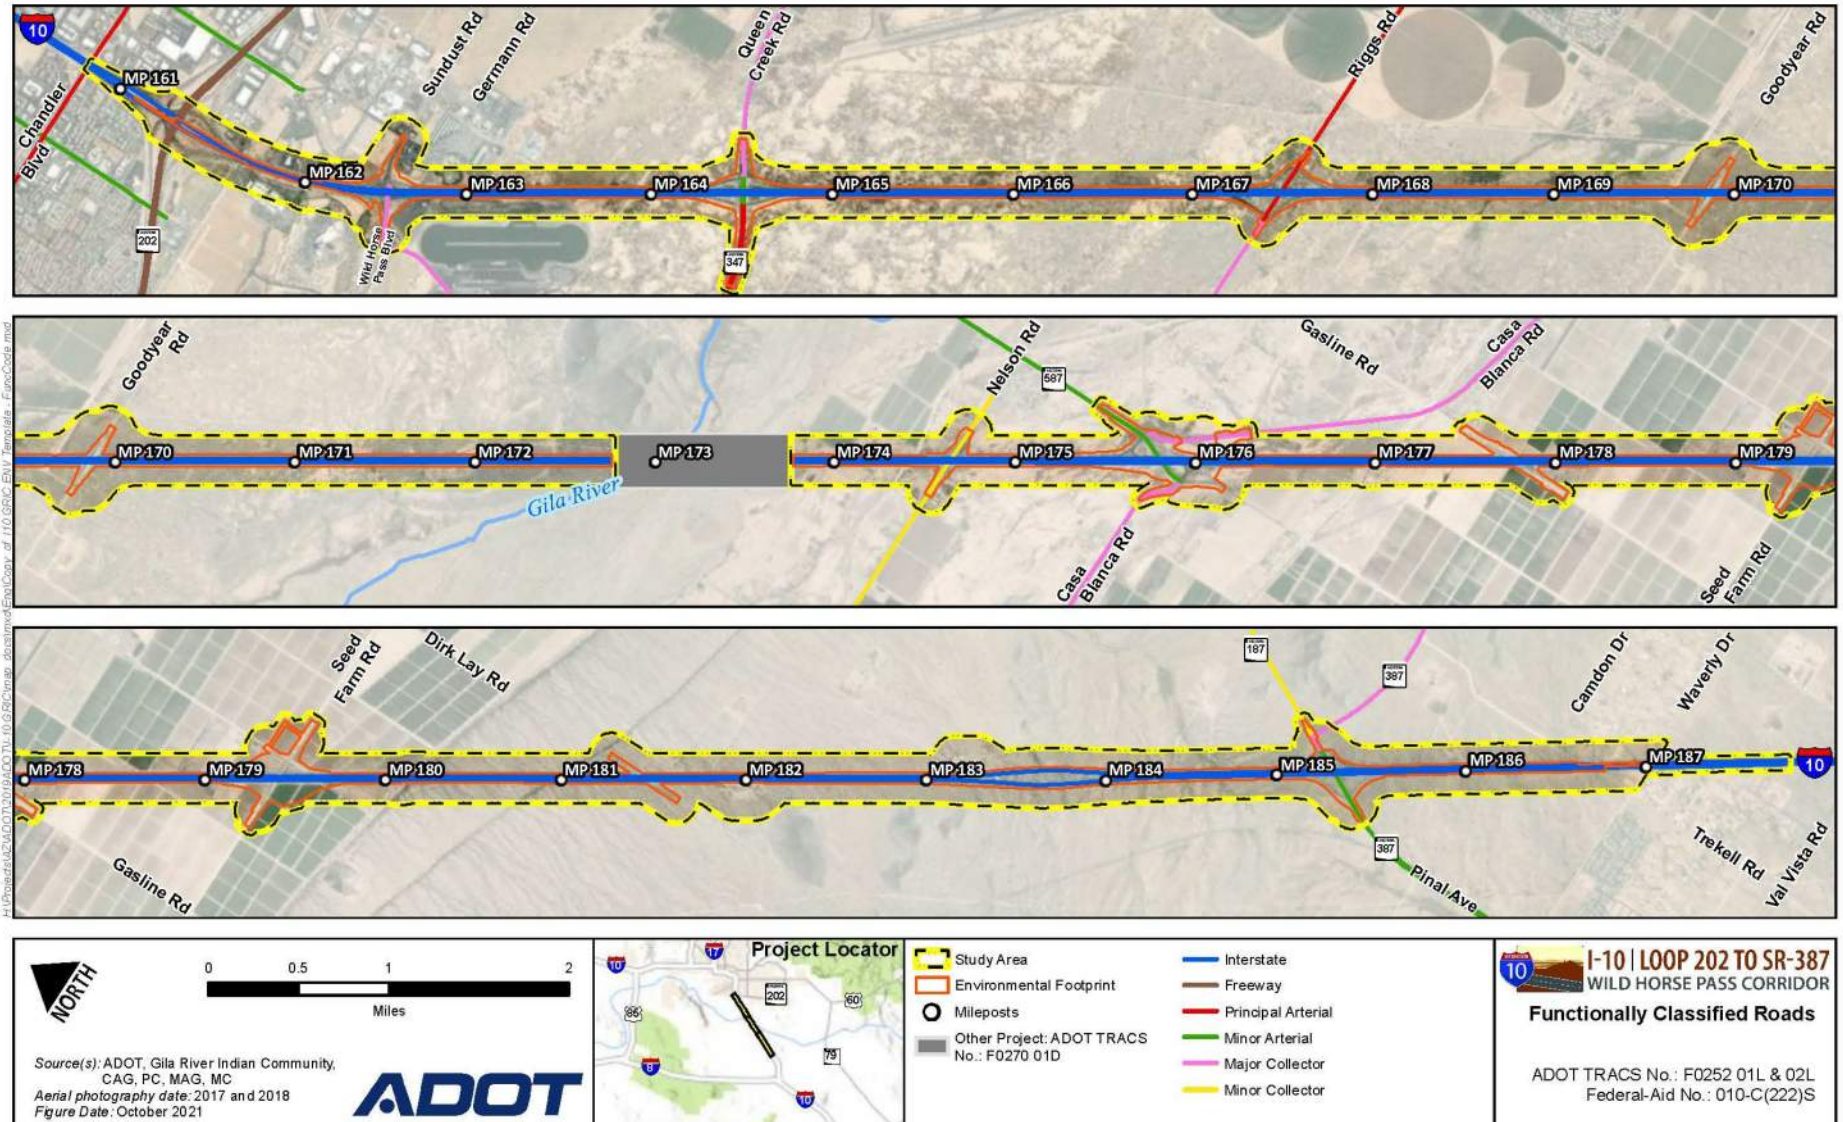 10
MP 161
Chandler
Blvd
202
MP 162
Sundust Rd
Germann Rd
Wild Horse
Pass Blvd
MP 163
MP 164
Queen
Creek Rd
347
MP 165
MP 166
MP 167
Riggs Rd
MP 168
MP 169
MP 170
Goodyear Rd
Goodyear
Rd
MP 170
MP 171
MP 172
Gila River
MP 173
MP 174
Nelson Rd
587
MP 175
MP 176
Casa
Blanca Rd
Gasline Rd
Casa
Blanca Rd
MP 177
MP 178
MP 179
Seed
Farm Rd
MP 178
Gasline Rd
MP 179
Seed
Farm Rd
Dirk Lay Rd
MP 180
MP 181
MP 182
MP 183
MP 184
187
387
MP 185
387
Pinal Ave
MP 186
Camdon Dr
Waverly Dr
MP 187
10
Trekell Rd
Val Vista Rd
NORTH
0 0.5 1 2
Miles
Source(s): ADOT, Gila River Indian Community,
CAG, PC, MAG, MC
Aerial photography date: 2017 and 2018
Figure Date: October 2021
ADOT
Project Locator
17
10
202
60
85
79
8
10
Study Area
Environmental Footprint
Mileposts
Other Project: ADOT TRACS
No.: F0270 01D
Interstate
Freeway
Principal Arterial
Minor Arterial
Major Collector
Minor Collector
10
I-10 | LOOP 202 TO SR-387
WILD HORSE PASS CORRIDOR
Functionally Classified Roads
ADOT TRACS No.: F0252 01L & 02L
Federal-Aid No.: 010-C(222)S